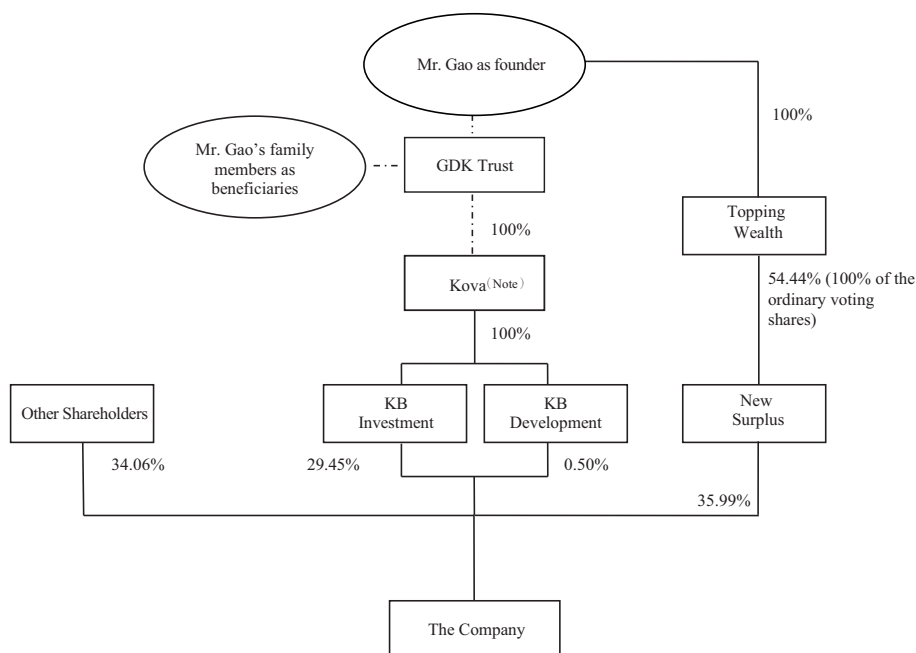 Mr. Gao as founder
100%
Mr. Gao’s family
members as
beneficiaries
GDK Trust
100%
Topping
Wealth
Kova(Note)
54.44% (100% of the
ordinary voting
shares)
100%
Other Shareholders
KB
Investment
KB
Development
New
Surplus
34.06%
29.45%
0.50%
35.99%
The Company